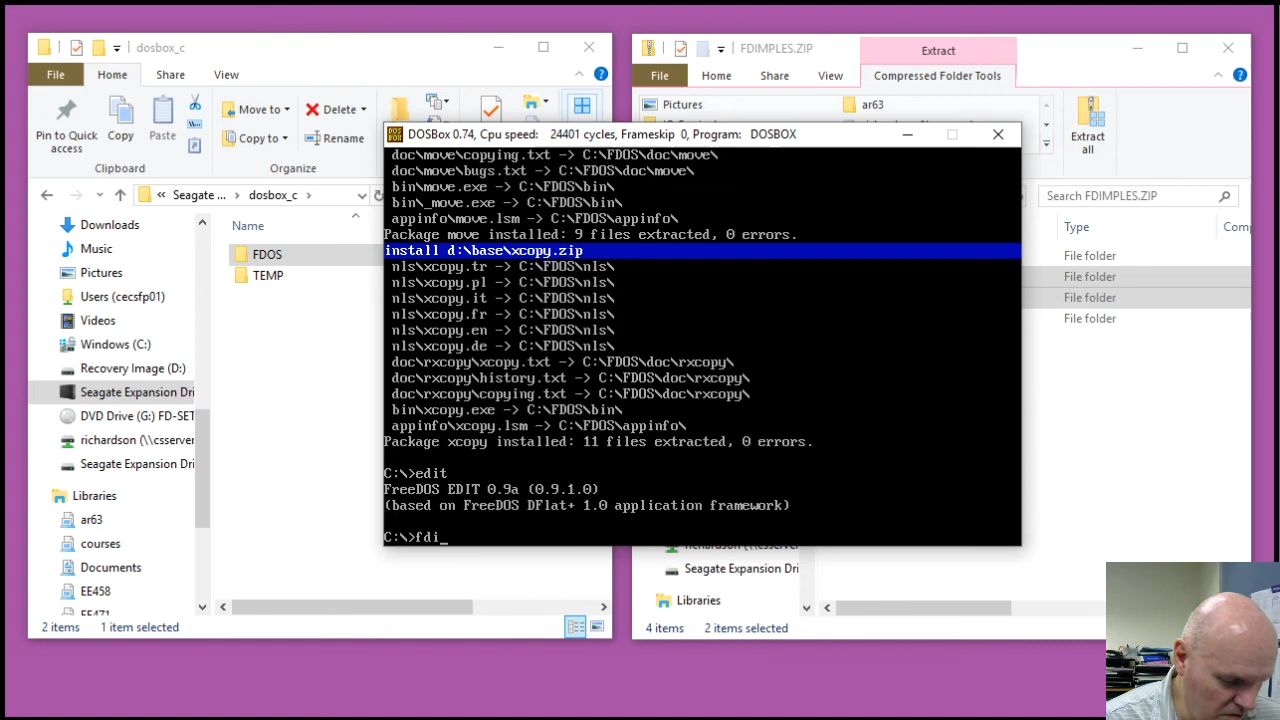 dosbox_c
File
Home
Share
View
Pin to Quick access
Copy
Paste
Move to
Copy to
Delete
Rename
Clipboard
Organize
« Seagate ... › dosbox_c ›
Downloads
Music
Pictures
Users (cecsfp01)
Videos
Windows (C:)
Recovery Image (D:)
Seagate Expansion Dri
DVD Drive (G:) FD-SET
richardson (\\csserver
Seagate Expansion Dri
Libraries
ar63
courses
Documents
EE458
EE471
Name
FDOS
TEMP
2 items
1 item selected
FDIMPLES.ZIP
Extract
File
Home
Share
View
Compressed Folder Tools
Pictures
ar63
Extract all
Search FDIMPLES.ZIP
Type
Comp
File folder
File folder
File folder
File folder
Seagate Expansion Dri
Libraries
4 items
2 items selected
DOSBox 0.74, Cpu speed: 24401 cycles, Frameskip 0, Program: DOSBOX
doc\move\copying.txt -> C:\FDOS\doc\move\
doc\move\bugs.txt -> C:\FDOS\doc\move\
bin\move.exe -> C:\FDOS\bin\
bin\_move.exe -> C:\FDOS\bin\
appinfo\move.lsm -> C:\FDOS\appinfo\
Package move installed: 9 files extracted, 0 errors.
install d:\base\xcopy.zip
nls\xcopy.tr -> C:\FDOS\nls\
nls\xcopy.pl -> C:\FDOS\nls\
nls\xcopy.it -> C:\FDOS\nls\
nls\xcopy.fr -> C:\FDOS\nls\
nls\xcopy.en -> C:\FDOS\nls\
nls\xcopy.de -> C:\FDOS\nls\
doc\rxcopy\xcopy.txt -> C:\FDOS\doc\rxcopy\
doc\rxcopy\history.txt -> C:\FDOS\doc\rxcopy\
doc\rxcopy\copying.txt -> C:\FDOS\doc\rxcopy\
bin\xcopy.exe -> C:\FDOS\bin\
appinfo\xcopy.lsm -> C:\FDOS\appinfo\
Package xcopy installed: 11 files extracted, 0 errors.
C:\>edit
FreeDOS EDIT 0.9a (0.9.1.0)
(based on FreeDOS DFlat+ 1.0 application framework)
C:\>fdi_